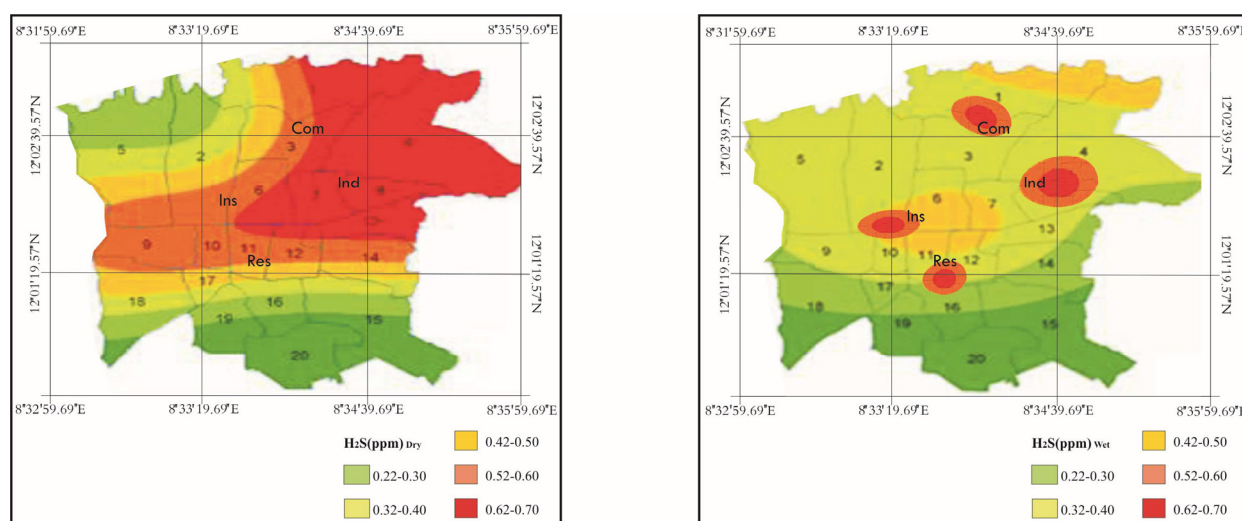 8°31'59.69"E 8°33'19.69"E 8°34'39.69"E 8°35'59.69"E
12°02'39.57"N
12°01'19.57"N
1
Com
3
4
5
2
6
7
8
Ind
Ins
13
9 10 11 12 14
Res
17
18
16
19
15
20
12°02'39.57"N
12°01'19.57"N
8°32'59.69"E 8°33'19.69"E 8°34'39.69"E 8°35'59.69"E
H2S(ppm) Dry
0.22-0.30
0.32-0.40
0.42-0.50
0.52-0.60
0.62-0.70
8°31'59.69"E 8°33'19.69"E 8°34'39.69"E 8°35'59.69"E
12°02'39.57"N
12°01'19.57"N
1
Com
3
4
5
2
Ind
6
7
Ins
13
9 10 11 12 14
Res
17
18
16
19
15
20
12°02'39.57"N
12°01'19.57"N
8°32'59.69"E 8°33'19.69"E 8°34'39.69"E 8°35'59.69"E
H2S(ppm) Wet
0.22-0.30
0.32-0.40
0.42-0.50
0.52-0.60
0.62-0.70